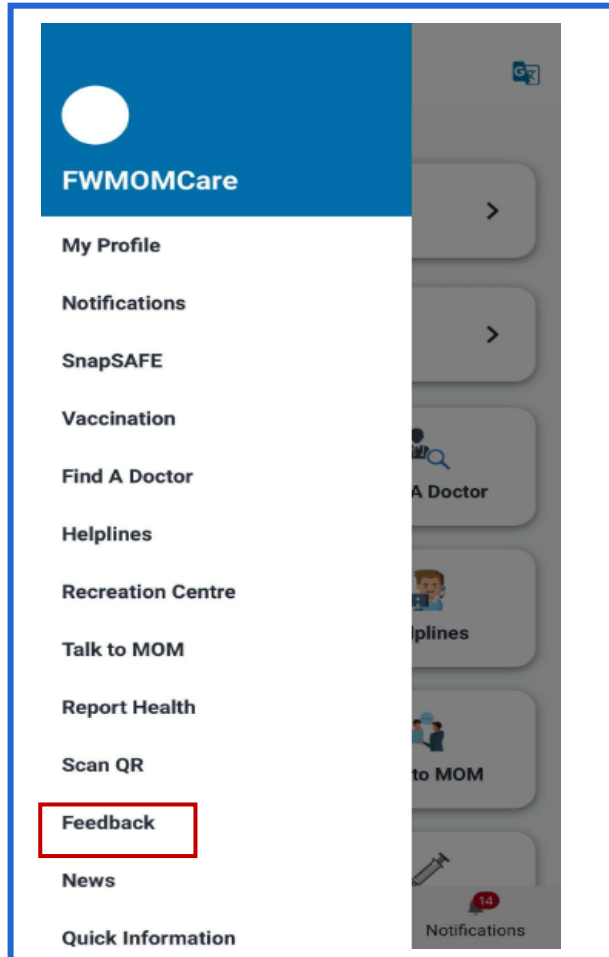 FWMOMCare
My Profile
Notifications
SnapSAFE
Vaccination
Find A Doctor
Helplines
Recreation Centre
Talk to MOM
Report Health
Scan QR
Feedback
News
Quick Information
G
A Doctor
lplines
to MOM
14
Notifications